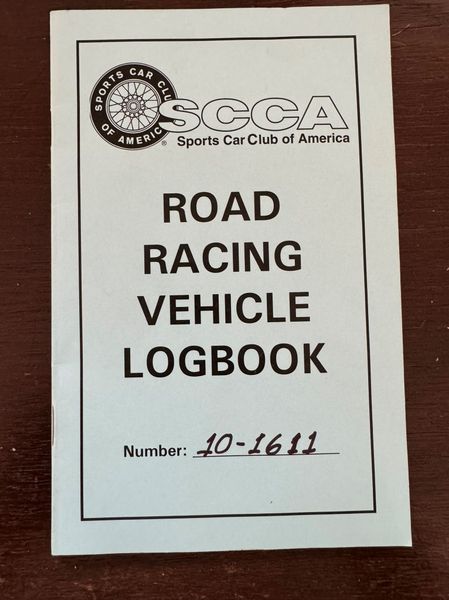 SPORTS CAR CLUB
OF AMERICA
®
SCCA
Sports Car Club of America
ROAD
RACING
VEHICLE
LOGBOOK
Number: 10-1611